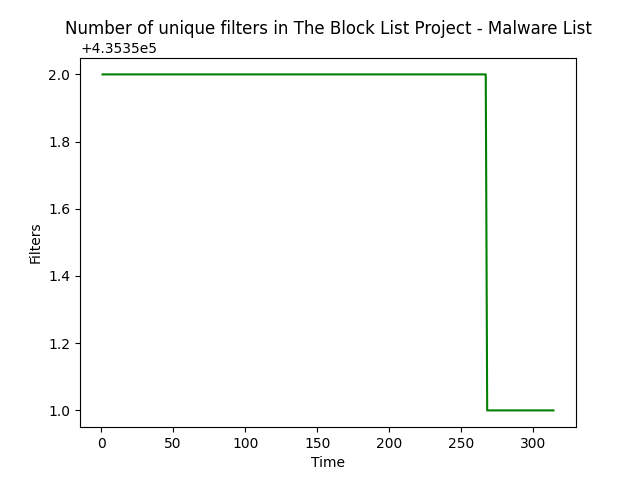 Number of unique filters in The Block List Project - Malware List
+4.3535e5
2.0
1.8
1.6
1.4
1.2
1.0
Filters
0 50 100 150 200 250 300
Time